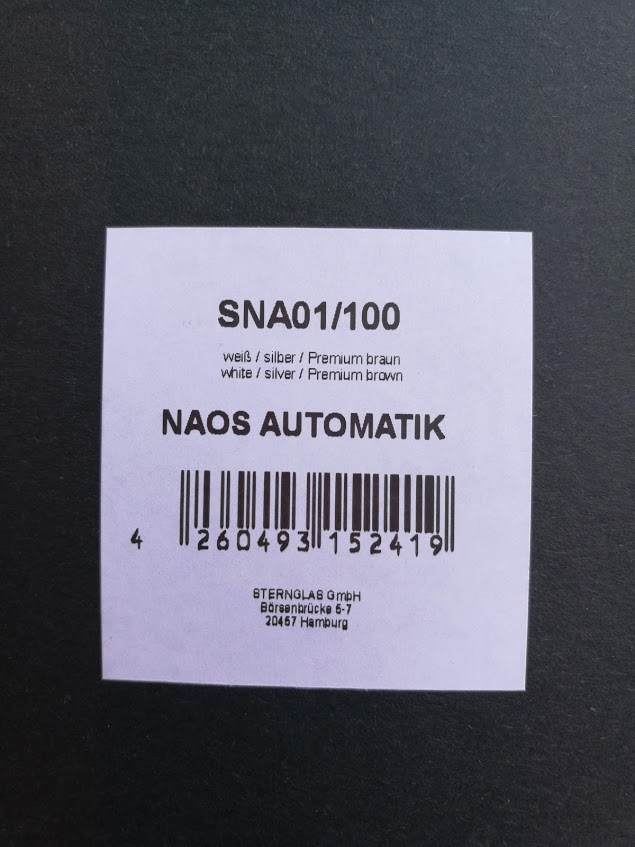 SNA01/100
weiß / silber / Premium braun
white / silver / Premium brown
NAOS AUTOMATIK
4 260493 152419
STERNGLAS GmbH
Börsenbrücke 5-7
20457 Hamburg